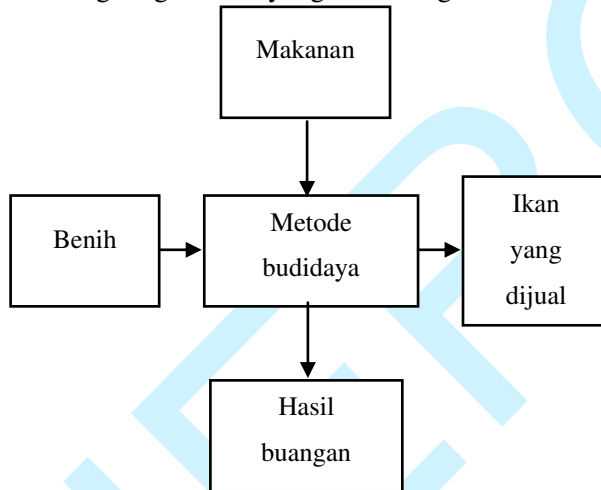 Makanan
Benih
Metode
budidaya
Ikan
yang
dijual
Hasil
buangan